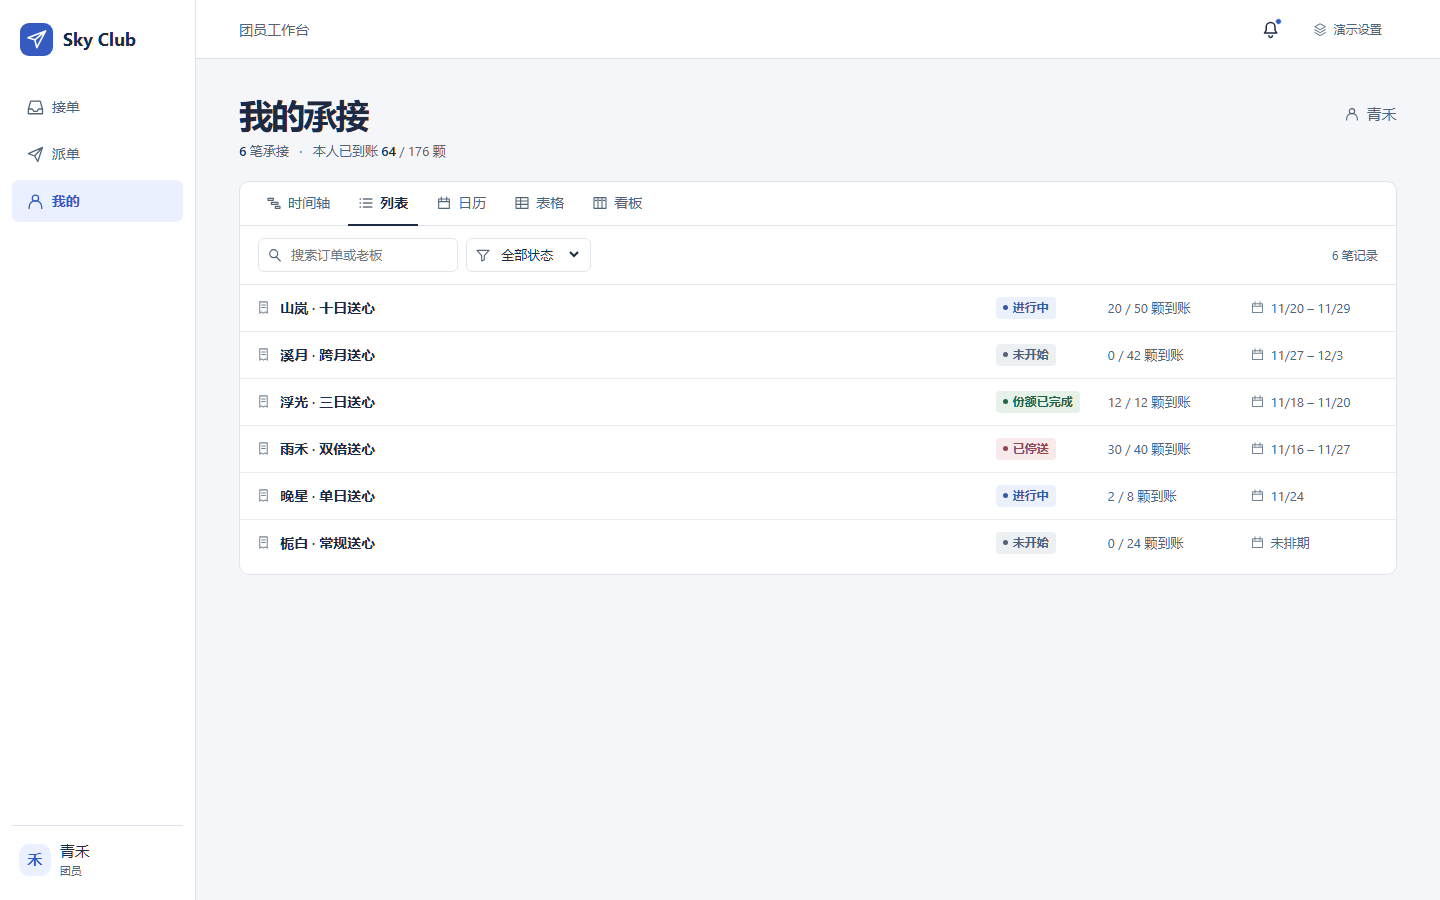 Sky Club
接单
派单
我的
禾
青禾
团员
团员工作台
演示设置
我的承接
青禾
6 笔承接 · 本人已到账 64 / 176 颗
时间轴 列表 日历 表格 看板
搜索订单或老板 全部状态 6 笔记录
山岚 · 十日送心 进行中 20 / 50 颗到账 11/20 – 11/29
溪月 · 跨月送心 未开始 0 / 42 颗到账 11/27 – 12/3
浮光 · 三日送心 份额已完成 12 / 12 颗到账 11/18 – 11/20
雨禾 · 双倍送心 已停送 30 / 40 颗到账 11/16 – 11/27
晚星 · 单日送心 进行中 2 / 8 颗到账 11/24
栀白 · 常规送心 未开始 0 / 24 颗到账 未排期